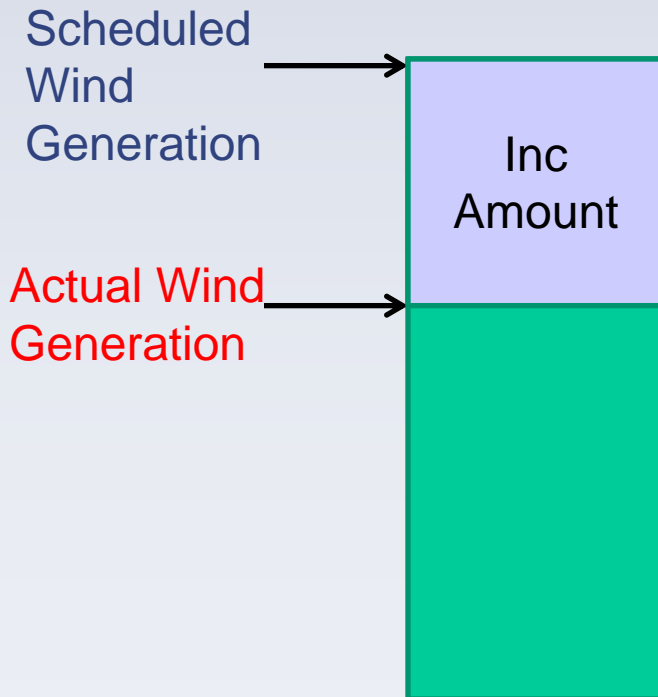 Scheduled
Wind
Generation
Inc
Amount
Actual Wind
Generation